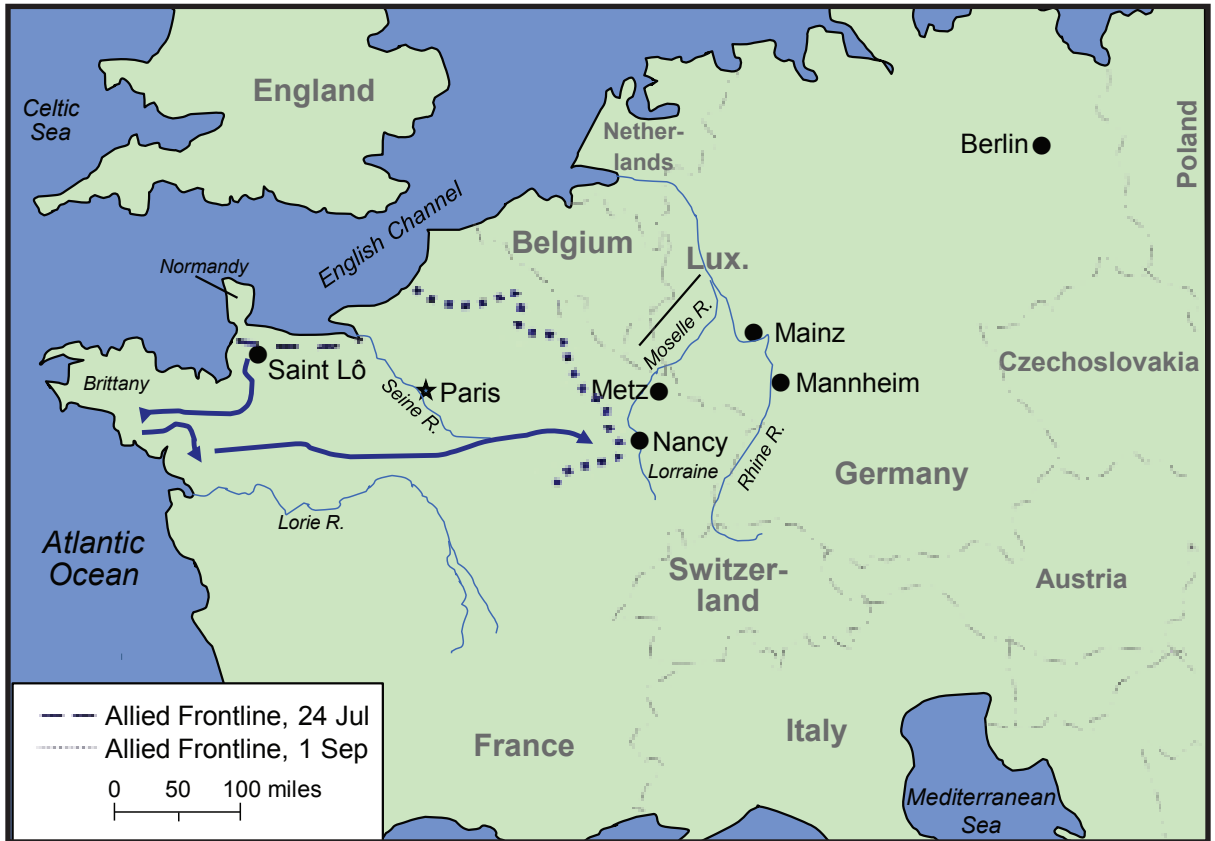 England
Celtic
Sea
Nether-
lands
Berlin
Poland
English Channel
Belgium
Lux.
Normandy
Moselle R.
Mainz
Saint Lô
Brittany
Paris
Seine R.
Metz
Mannheim
Czechoslovakia
Nancy
Lorraine
Rhine R.
Germany
Lorie R.
Atlantic
Ocean
Switzer-
land
Austria
Allied Frontline, 24 Jul
Allied Frontline, 1 Sep
0 50 100 miles
France
Italy
Mediterranean
Sea